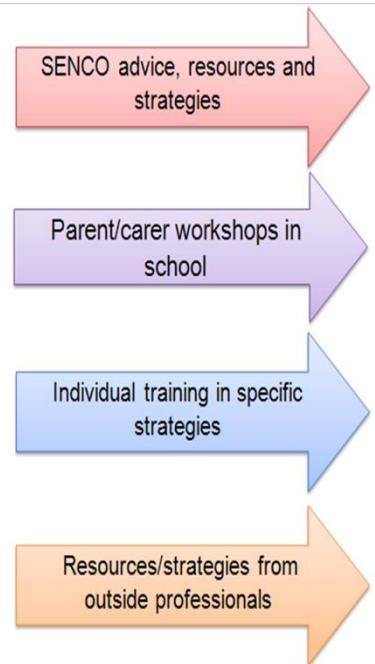 SENCO advice, resources and
strategies
Parent/carer workshops in
school
Individual training in specific
strategies
Resources/strategies from
outside professionals